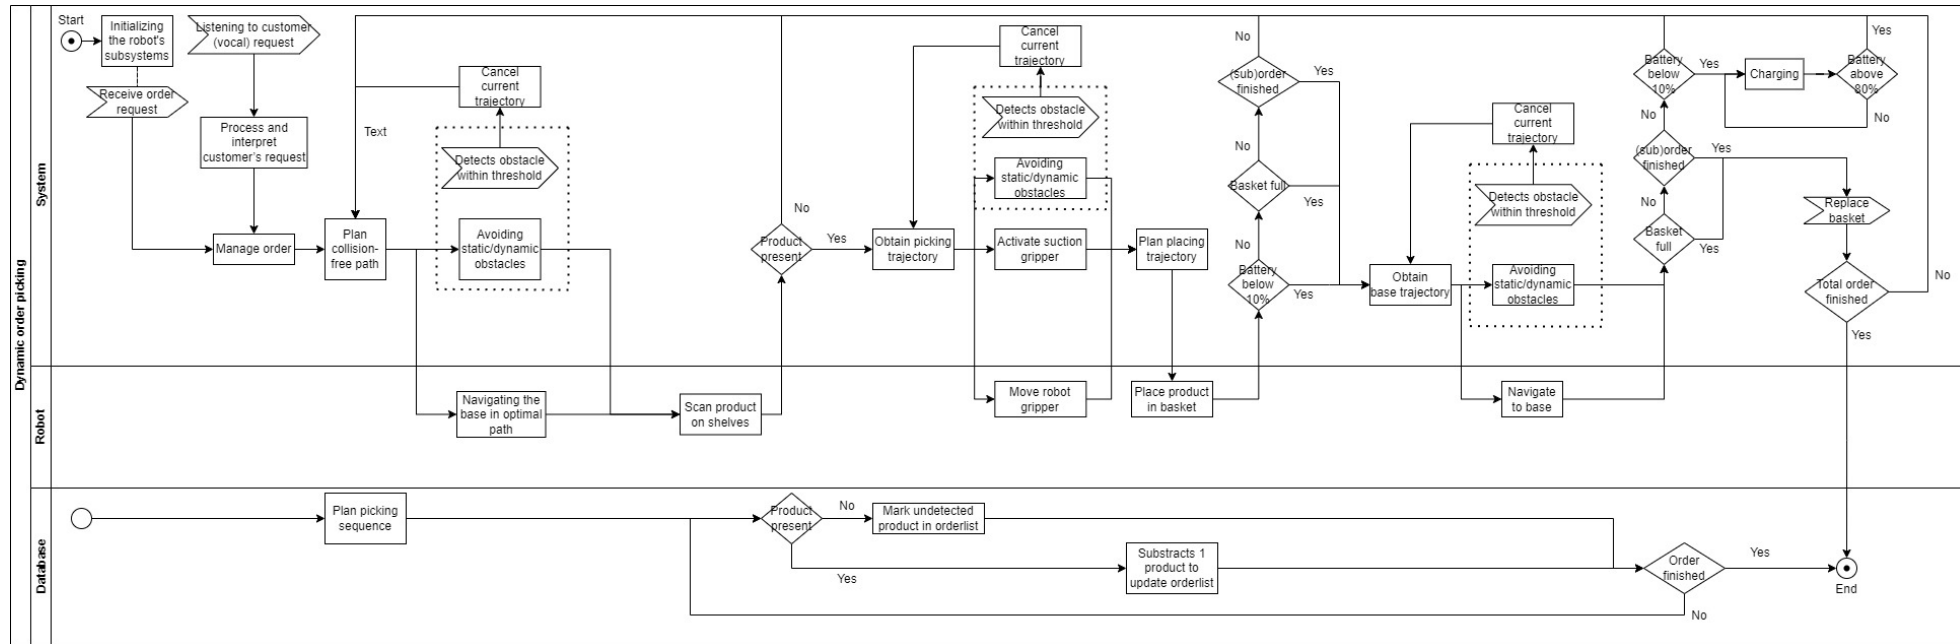 Dynamic order picking
System
Start
Initializing
the robot's
subsystems
Receive order
request
Listening to customer
(vocal) request
Process and
interpret
customer's request
Manage order
Plan
collision-
free path
Text
Cancel
current
trajectory
Detects obstacle
within threshold
Avoiding
static/dynamic
obstacles
Product
present
No
Yes
Obtain picking
trajectory
Cancel
current
trajectory
Detects obstacle
within threshold
Avoiding
static/dynamic
obstacles
Activate suction
gripper
Plan placing
trajectory
No
(sub)order
finished
Yes
No
Basket full
Yes
No
Battery
below
10%
Yes
Obtain
base trajectory
Cancel
current
trajectory
Detects obstacle
within threshold
Avoiding
static/dynamic
obstacles
Battery
below
10%
Yes
Charging
Yes
Battery
above
80%
No
No
(sub)order
finished
Yes
No
Basket
full
Yes
Replace
basket
Total order
finished
No
Yes
Robot
Navigating the
base in optimal
path
Scan product
on shelves
Move robot
gripper
Place product
in basket
Navigate
to base
Database
Plan picking
sequence
Product
present
No
Mark undetected
product in orderlist
Yes
Substracts 1
product to
update orderlist
Order
finished
Yes
No
End